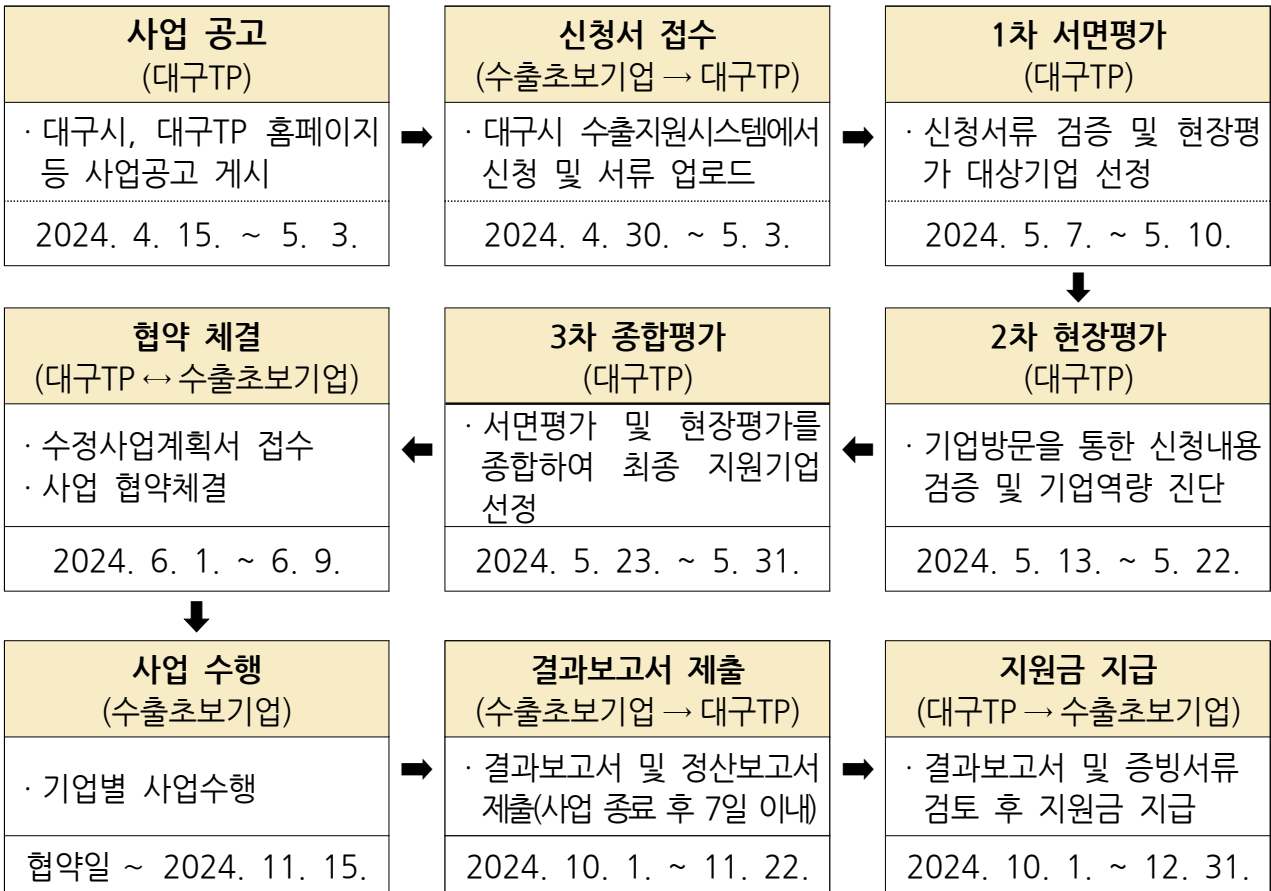 사업 공고
(대구TP)
· 대구시, 대구TP 홈페이지
등 사업공고 게시
2024. 4. 15. ~ 5. 3.
신청서 접수
(수출초보기업 → 대구TP)
· 대구시 수출지원시스템에서
신청 및 서류 업로드
2024. 4. 30. ~ 5. 3.
1차 서면평가
(대구TP)
· 신청서류 검증 및 현장평
가 대상기업 선정
2024. 5. 7. ~ 5. 10.
2차 현장평가
(대구TP)
· 기업방문을 통한 신청내용
검증 및 기업역량 진단
2024. 5. 13. ~ 5. 22.
3차 종합평가
(대구TP)
· 서면평가 및 현장평가를
종합하여 최종 지원기업
선정
2024. 5. 23. ~ 5. 31.
협약 체결
(대구TP ↔ 수출초보기업)
· 수정사업계획서 접수
· 사업 협약체결
2024. 6. 1. ~ 6. 9.
사업 수행
(수출초보기업)
· 기업별 사업수행
협약일 ~ 2024. 11. 15.
결과보고서 제출
(수출초보기업 → 대구TP)
· 결과보고서 및 정산보고서
제출(사업 종료 후 7일 이내)
2024. 10. 1. ~ 11. 22.
지원금 지급
(대구TP → 수출초보기업)
· 결과보고서 및 증빙서류
검토 후 지원금 지급
2024. 10. 1. ~ 12. 31.